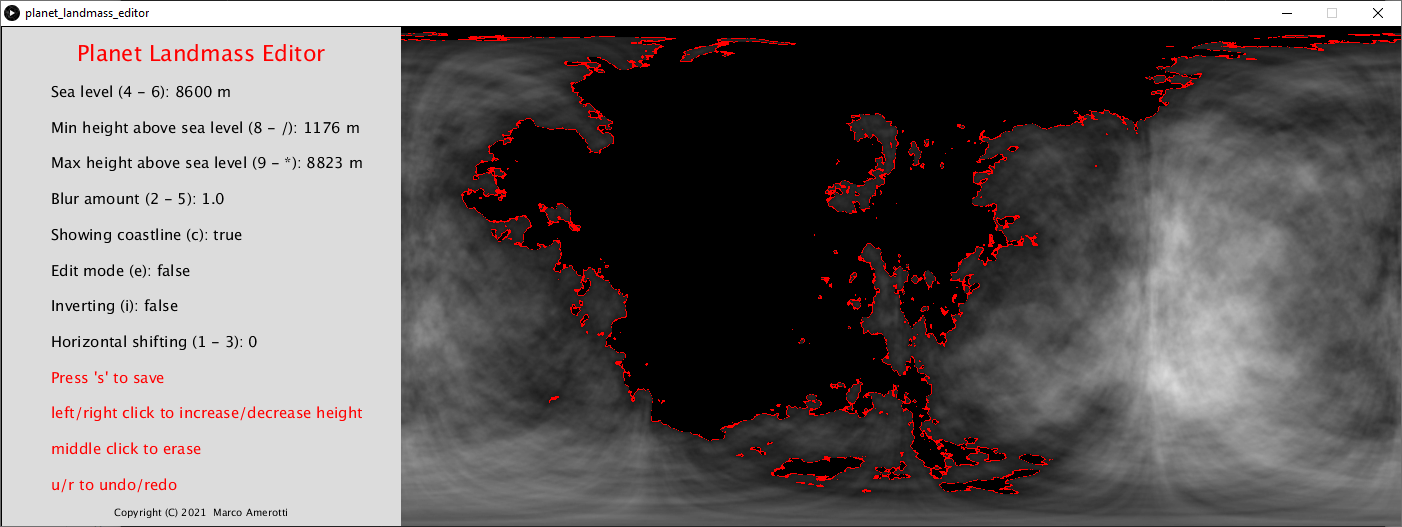 planet_landmass_editor
Planet Landmass Editor
Sea level (4 - 6): 8600 m
Min height above sea level (8 - /): 1176 m
Max height above sea level (9 - *): 8823 m
Blur amount (2 - 5): 1.0
Showing coastline (c): true
Edit mode (e): false
Inverting (i): false
Horizontal shifting (1 - 3): 0
Press 's' to save
left/right click to increase/decrease height
middle click to erase
u/r to undo/redo
Copyright (C) 2021 Marco Amerotti